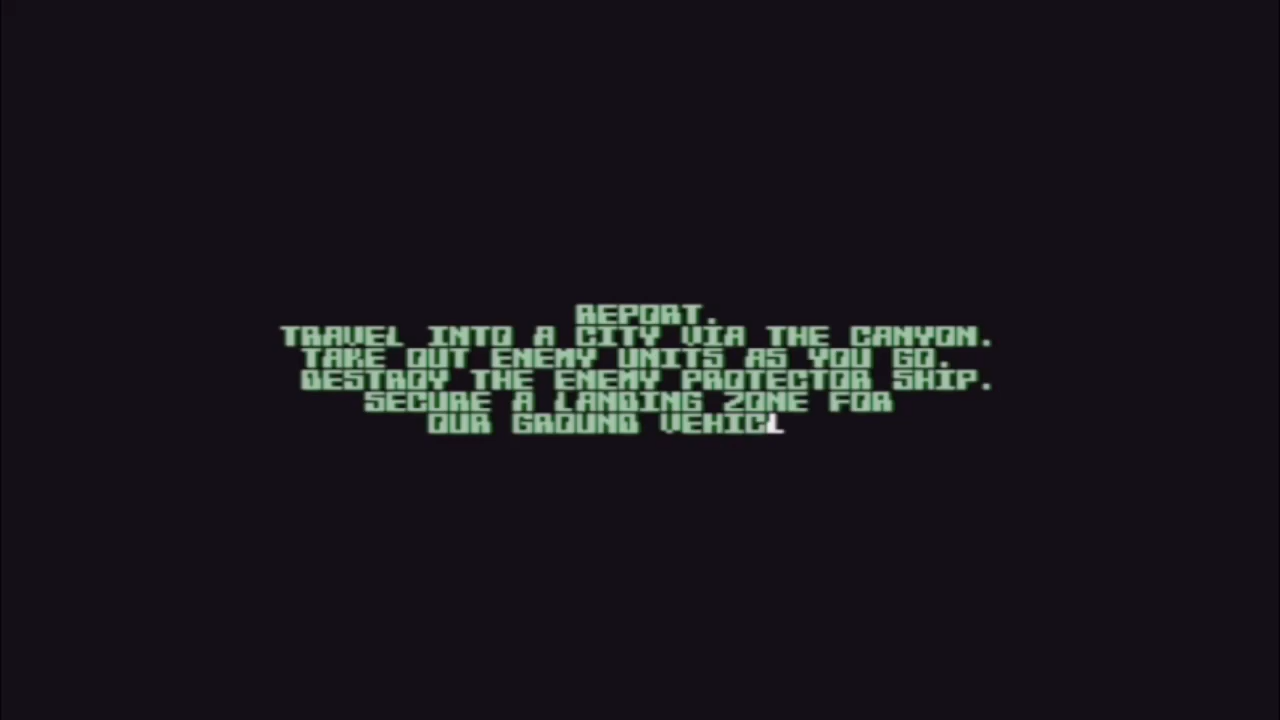 REPORT.
TRAVEL INTO A CITY VIA THE CANYON.
TAKE OUT ENEMY UNITS AS YOU GO.
DESTROY THE ENEMY PROTECTOR SHIP.
SECURE A LANDING ZONE FOR
OUR GROUND VEHICL